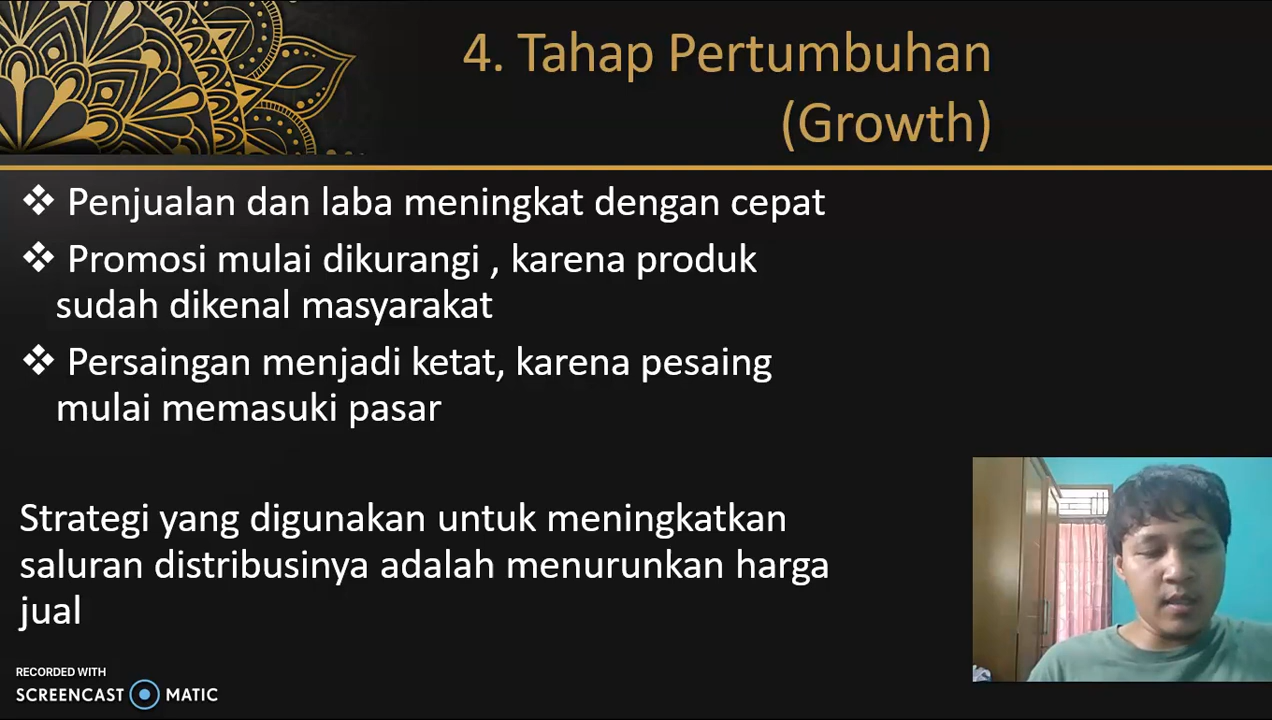 4. Tahap Pertumbuhan
(Growth)
❖ Penjualan dan laba meningkat dengan cepat
❖ Promosi mulai dikurangi , karena produk
sudah dikenal masyarakat
❖ Persaingan menjadi ketat, karena pesaing
mulai memasuki pasar
Strategi yang digunakan untuk meningkatkan
saluran distribusinya adalah menurunkan harga
jual
RECORDED WITH
SCREENCAST MATIC